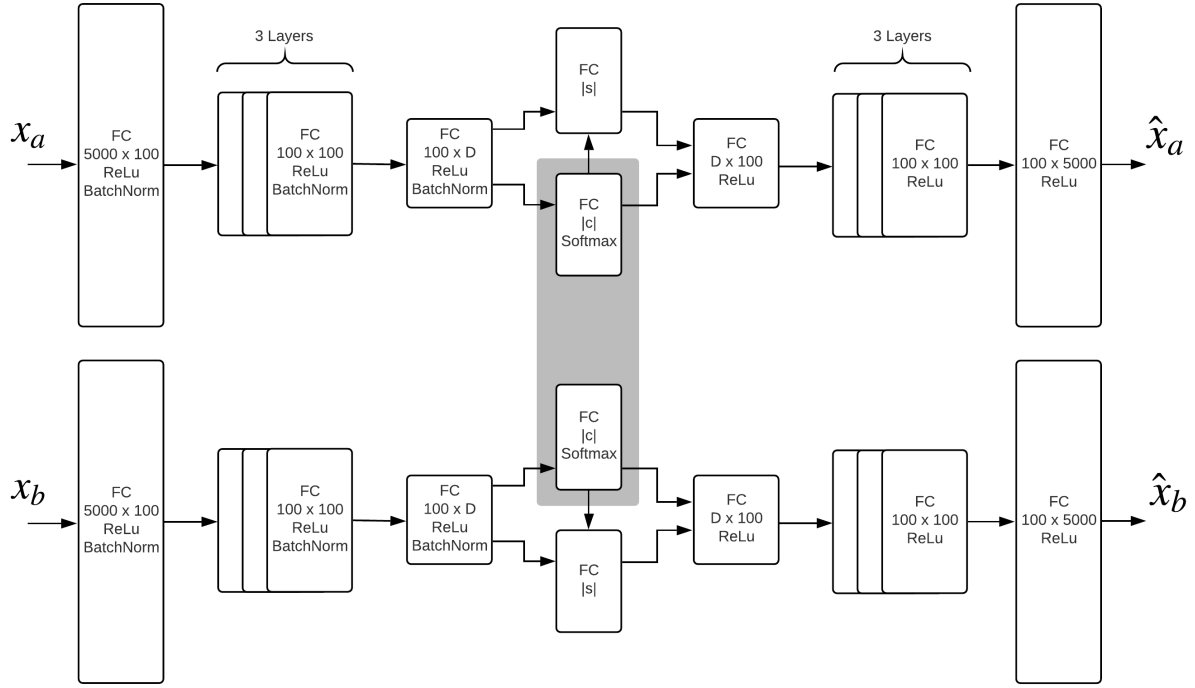 3 Layers
3 Layers
x_a
FC
5000 x 100
ReLu
BatchNorm
FC
100 x 100
ReLu
BatchNorm
FC
100 x D
ReLu
BatchNorm
FC
|s|
FC
|c|
Softmax
FC
D x 100
ReLu
FC
100 x 100
ReLu
FC
100 x 5000
ReLu
x̂_a
x_b
FC
5000 x 100
ReLu
BatchNorm
FC
100 x 100
ReLu
BatchNorm
FC
100 x D
ReLu
BatchNorm
FC
|c|
Softmax
FC
|s|
FC
D x 100
ReLu
FC
100 x 100
ReLu
FC
100 x 5000
ReLu
x̂_b